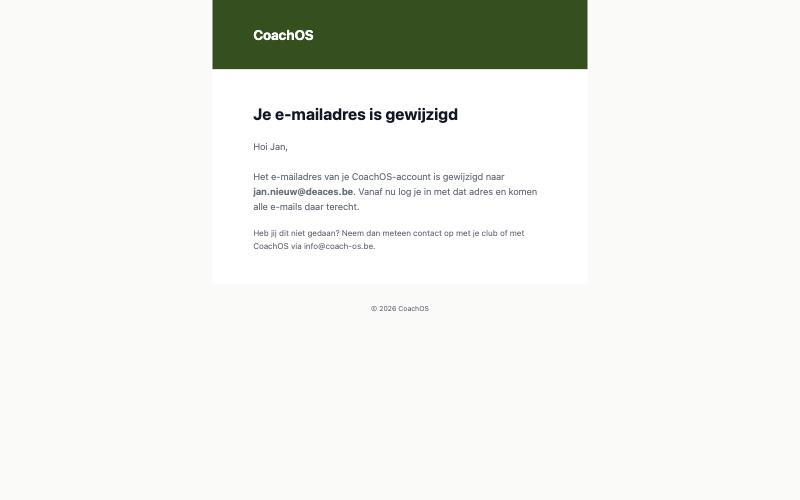 CoachOS
Je e-mailadres is gewijzigd
Hoi Jan,
Het e-mailadres van je CoachOS-account is gewijzigd naar
jan.nieuw@deaces.be. Vanaf nu log je in met dat adres en komen
alle e-mails daar terecht.
Heb jij dit niet gedaan? Neem dan meteen contact op met je club of met
CoachOS via info@coach-os.be.
© 2026 CoachOS